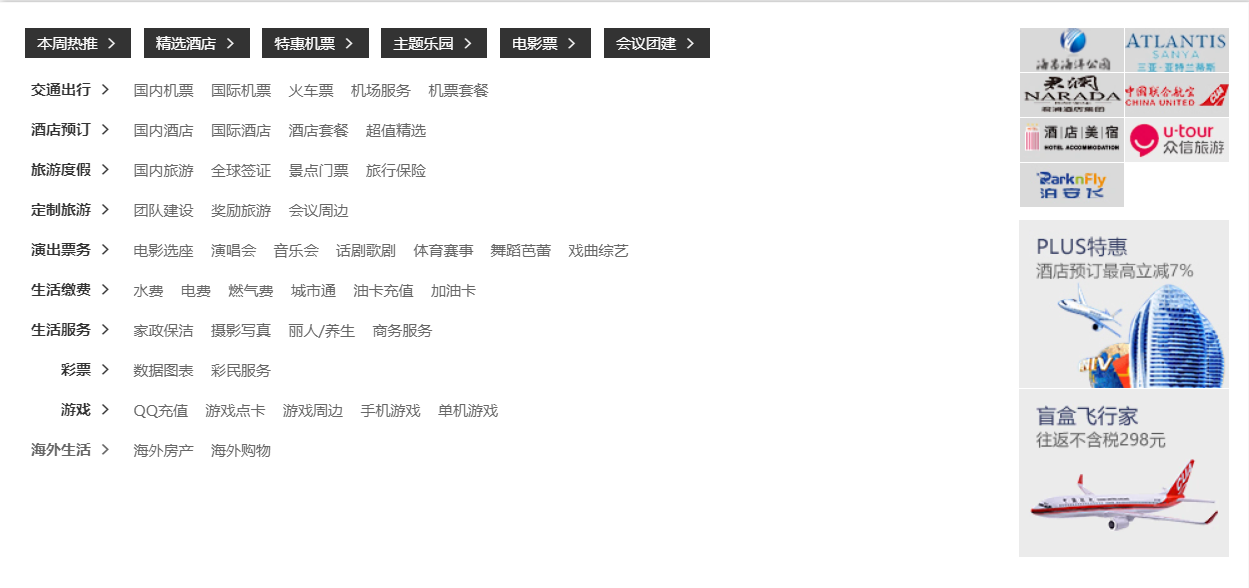 本周热推 > 精选酒店 > 特惠机票 > 主题乐园 > 电影票 > 会议团建 >
交通出行 > 国内机票 国际机票 火车票 机场服务 机票套餐
酒店预订 > 国内酒店 国际酒店 酒店套餐 超值精选
旅游度假 > 国内旅游 全球签证 景点门票 旅行保险
定制旅游 > 团队建设 奖励旅游 会议周边
演出票务 > 电影选座 演唱会 音乐会 话剧歌剧 体育赛事 舞蹈芭蕾 戏曲综艺
生活缴费 > 水费 电费 燃气费 城市通 油卡充值 加油卡
生活服务 > 家政保洁 摄影写真 丽人/养生 商务服务
彩票 > 数据图表 彩民服务
游戏 > QQ充值 游戏点卡 游戏周边 手机游戏 单机游戏
海外生活 > 海外房产 海外购物
海昌海洋公园
ATLANTIS
SANYA
三亚·亚特兰蒂斯
君澜
NARADA
君澜酒店集团
中国联合航空
CHINA UNITED
酒|店|美|宿
HOTEL ACCOMMODATION
u-tour
众信旅游
ParknFly
泊安飞
PLUS特惠
酒店预订最高立减7%
盲盒飞行家
往返不含税298元